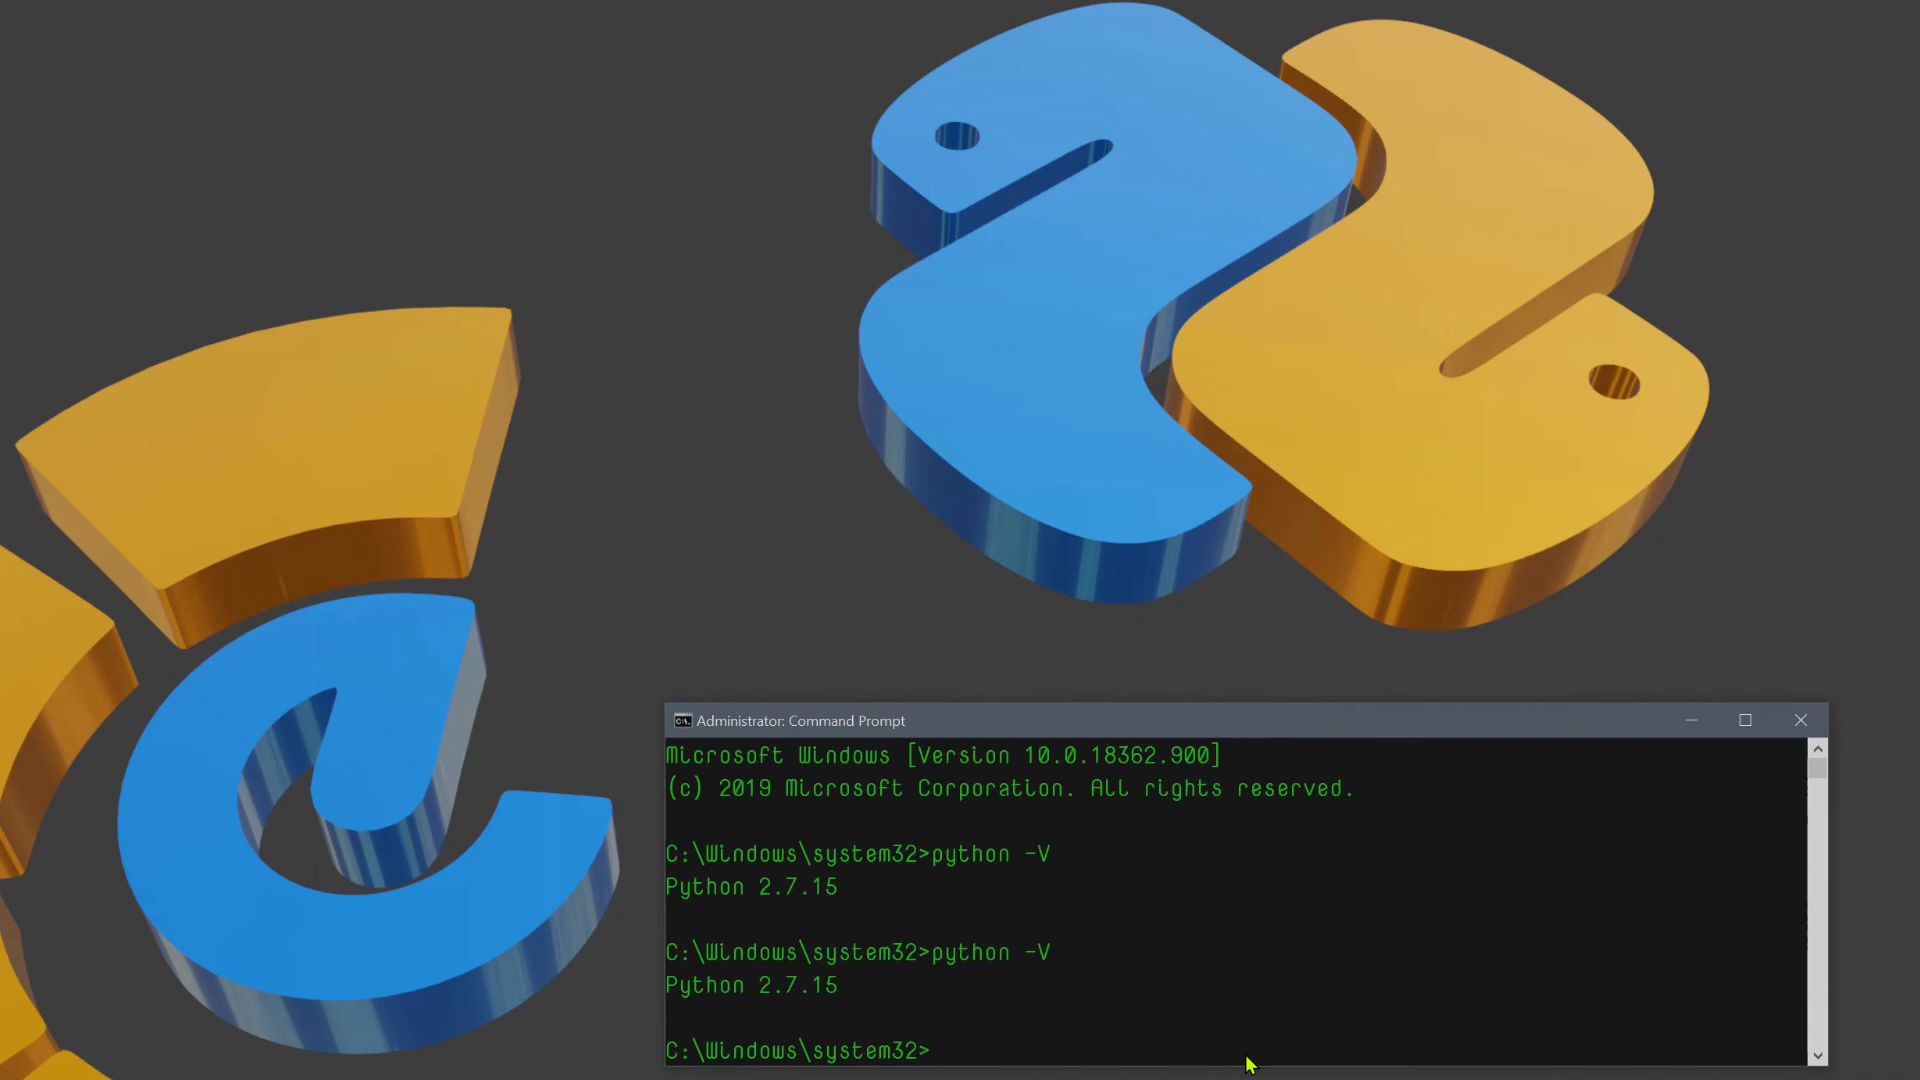 Administrator: Command Prompt
Microsoft Windows [Version 10.0.18362.900]
(c) 2019 Microsoft Corporation. All rights reserved.
C:\Windows\system32>python -V
Python 2.7.15
C:\Windows\system32>python -V
Python 2.7.15
C:\Windows\system32>